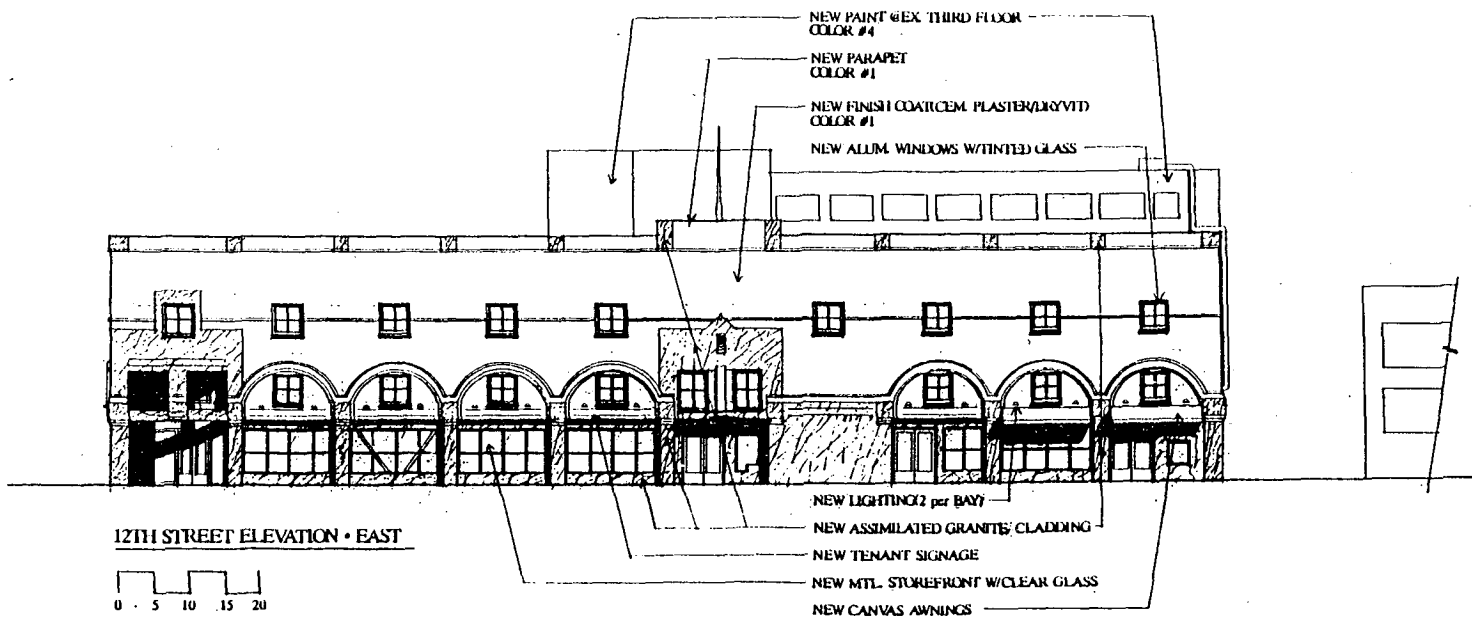 NEW PAINT @EX. THIRD FLOOR
COLOR #4
NEW PARAPET
COLOR #1
NEW FINISH COAT(CEM. PLASTER/DRYVIT)
COLOR #1
NEW ALUM. WINDOWS W/TINTED GLASS
NEW LIGHTING(2 per BAY)
NEW ASSIMILATED GRANITE CLADDING
NEW TENANT SIGNAGE
NEW MTL. STOREFRONT W/CLEAR GLASS
NEW CANVAS AWNINGS
12TH STREET ELEVATION • EAST
0 5 10 15 20